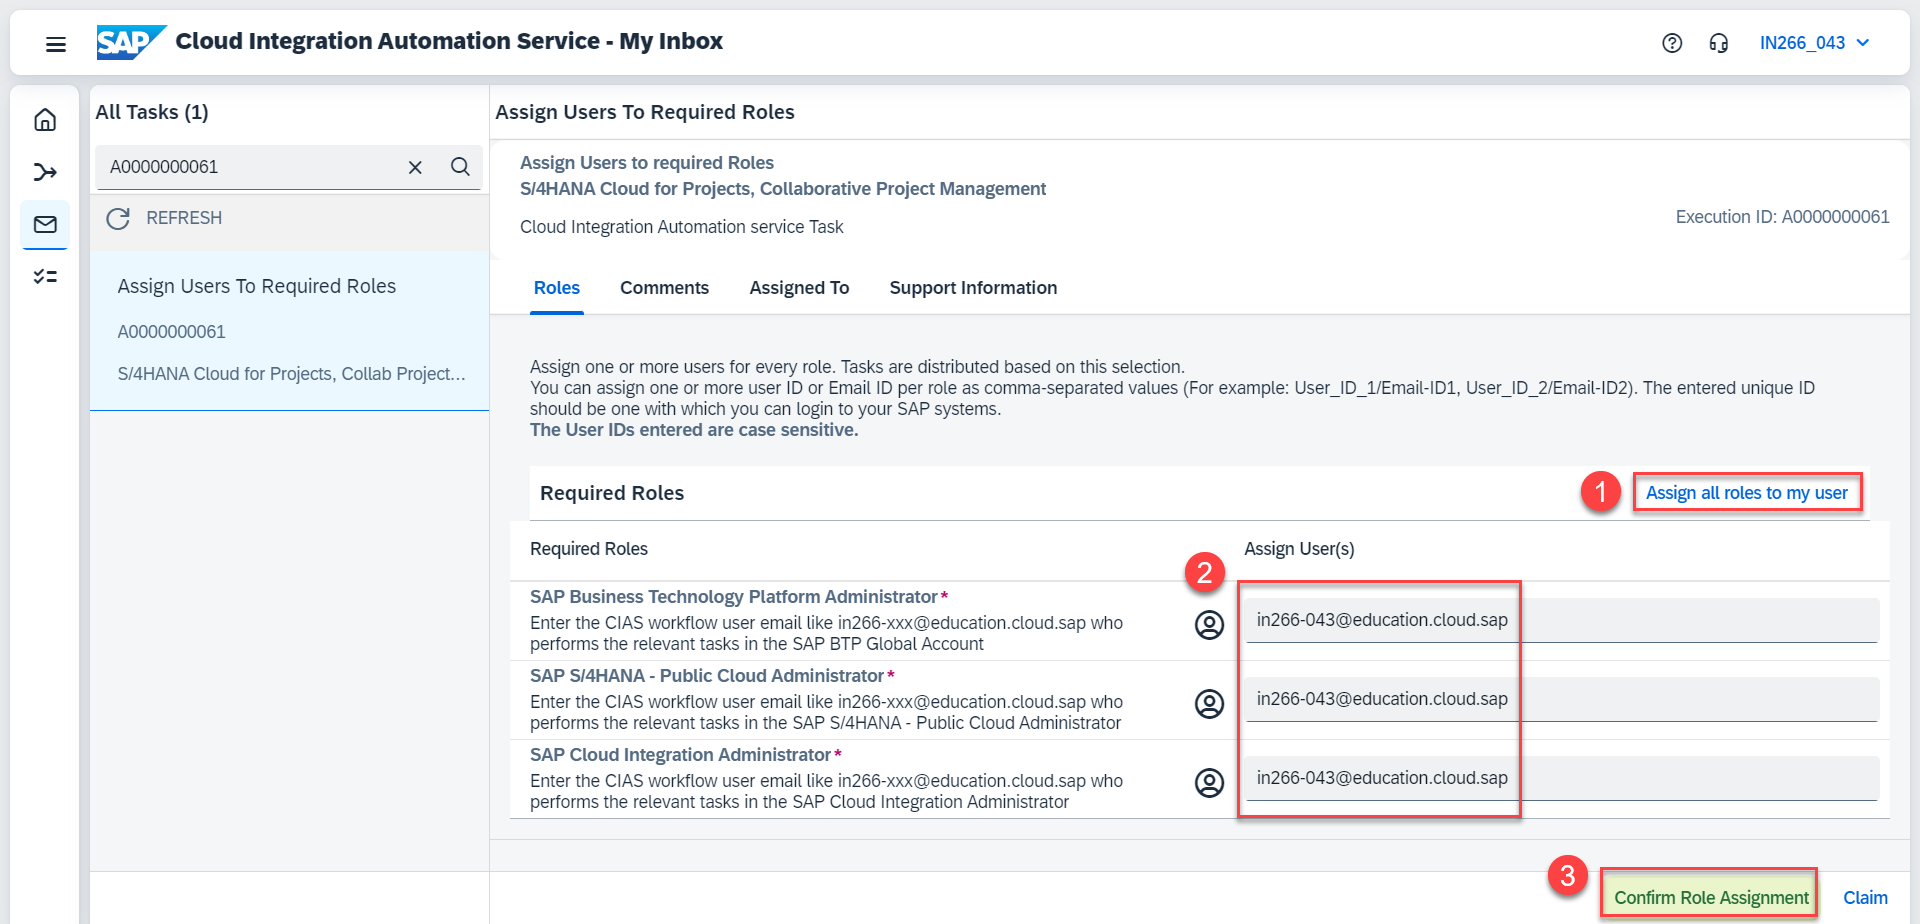 SAP Cloud Integration Automation Service - My Inbox
IN266_043
All Tasks (1)
A0000000061
REFRESH
Assign Users To Required Roles
A0000000061
S/4HANA Cloud for Projects, Collab Project...
Assign Users To Required Roles
Assign Users to required Roles
S/4HANA Cloud for Projects, Collaborative Project Management
Cloud Integration Automation service Task
Execution ID: A0000000061
Roles Comments Assigned To Support Information
Assign one or more users for every role. Tasks are distributed based on this selection.
You can assign one or more user ID or Email ID per role as comma-separated values (For example: User_ID_1/Email-ID1, User_ID_2/Email-ID2). The entered unique ID
should be one with which you can login to your SAP systems.
The User IDs entered are case sensitive.
Required Roles
1 Assign all roles to my user
Required Roles
Assign User(s)
2
SAP Business Technology Platform Administrator*
Enter the CIAS workflow user email like in266-xxx@education.cloud.sap who
performs the relevant tasks in the SAP BTP Global Account
in266-043@education.cloud.sap
SAP S/4HANA - Public Cloud Administrator*
Enter the CIAS workflow user email like in266-xxx@education.cloud.sap who
performs the relevant tasks in the SAP S/4HANA - Public Cloud Administrator
in266-043@education.cloud.sap
SAP Cloud Integration Administrator*
Enter the CIAS workflow user email like in266-xxx@education.cloud.sap who
performs the relevant tasks in the SAP Cloud Integration Administrator
in266-043@education.cloud.sap
3 Confirm Role Assignment Claim